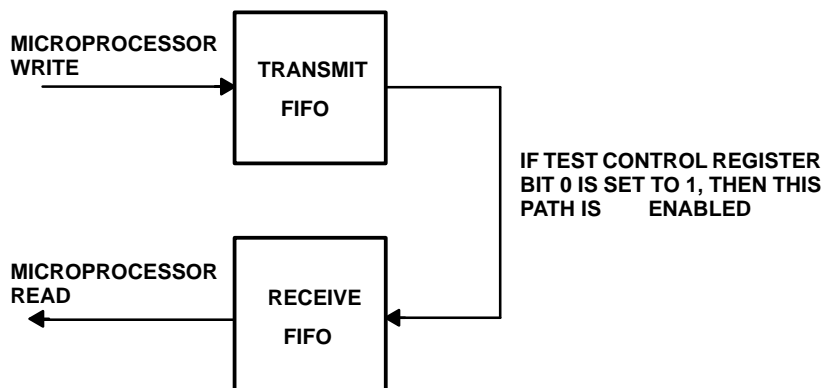 MICROPROCESSOR
WRITE
TRANSMIT
FIFO
IF TEST CONTROL REGISTER
BIT 0 IS SET TO 1, THEN THIS
PATH IS ENABLED
MICROPROCESSOR
READ
RECEIVE
FIFO